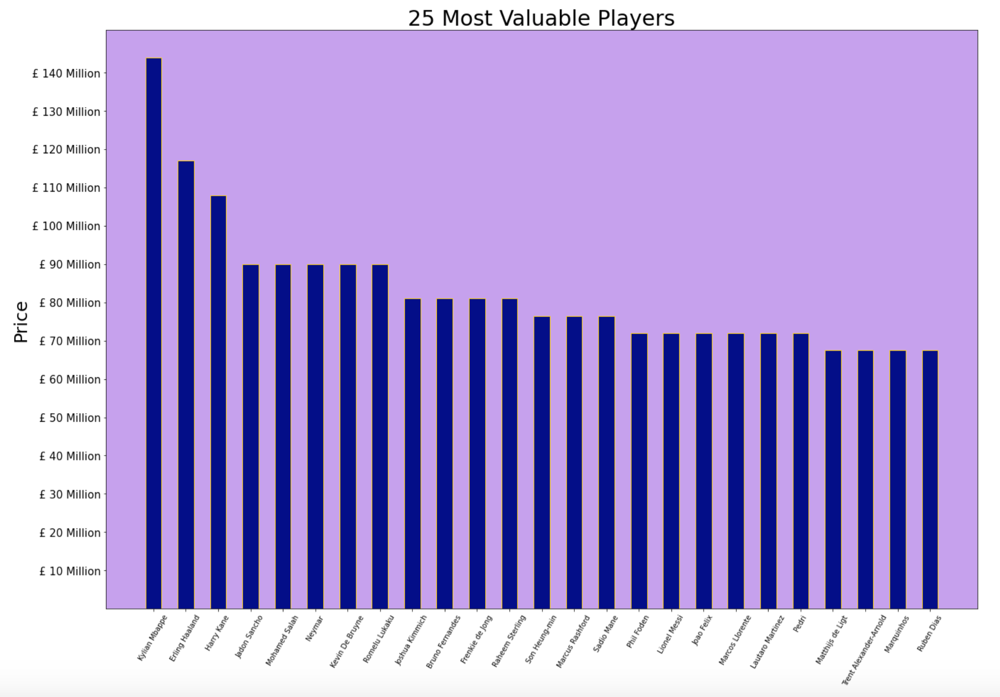 25 Most Valuable Players
Price
£ 140 Million
£ 130 Million
£ 120 Million
£ 110 Million
£ 100 Million
£ 90 Million
£ 80 Million
£ 70 Million
£ 60 Million
£ 50 Million
£ 40 Million
£ 30 Million
£ 20 Million
£ 10 Million
Kylian Mbappe
Erling Haaland
Harry Kane
Jadon Sancho
Mohamed Salah
Neymar
Kevin De Bruyne
Romelu Lukaku
Joshua Kimmich
Bruno Fernandes
Frenkie de Jong
Raheem Sterling
Son Heung-min
Marcus Rashford
Sadio Mane
Phil Foden
Lionel Messi
Joao Felix
Marcos Llorente
Lautaro Martinez
Pedri
Matthijs de Ligt
Trent Alexander-Arnold
Marquinhos
Ruben Dias